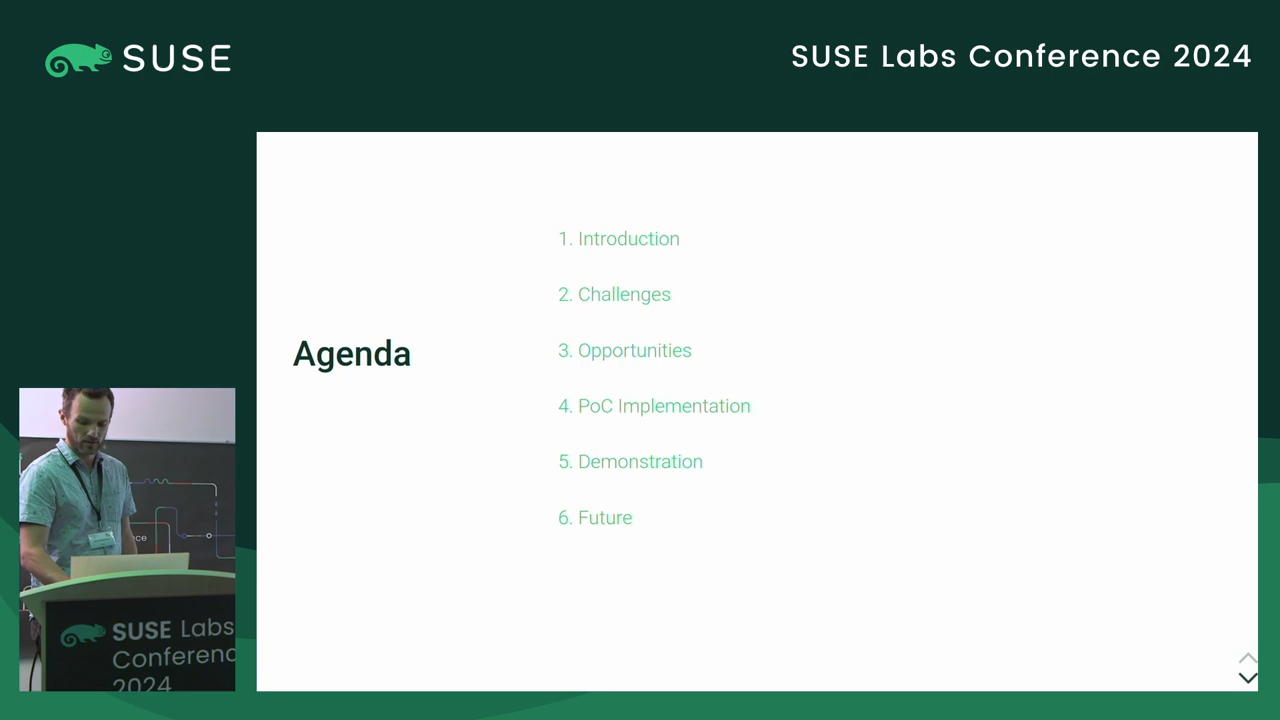 SUSE
SUSE Labs Conference 2024
Agenda
1. Introduction
2. Challenges
3. Opportunities
4. PoC Implementation
5. Demonstration
6. Future
SUSE Labs
Conferenc
2024